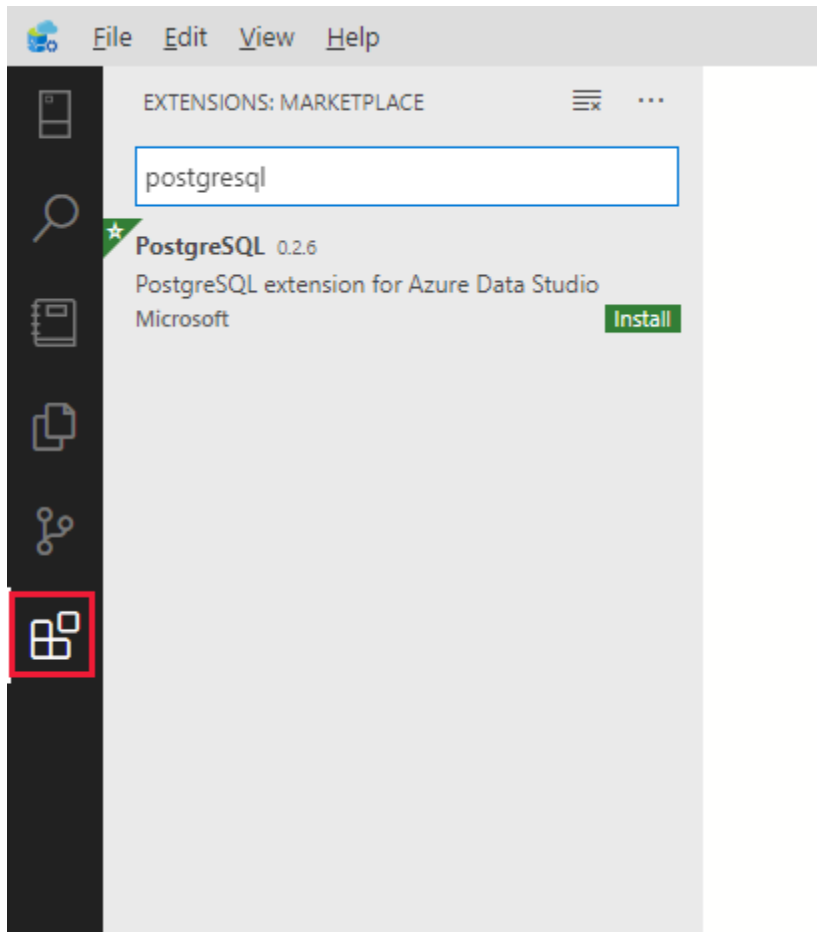 File Edit View Help
EXTENSIONS: MARKETPLACE
postgresql
PostgreSQL 0.2.6
PostgreSQL extension for Azure Data Studio
Microsoft Install